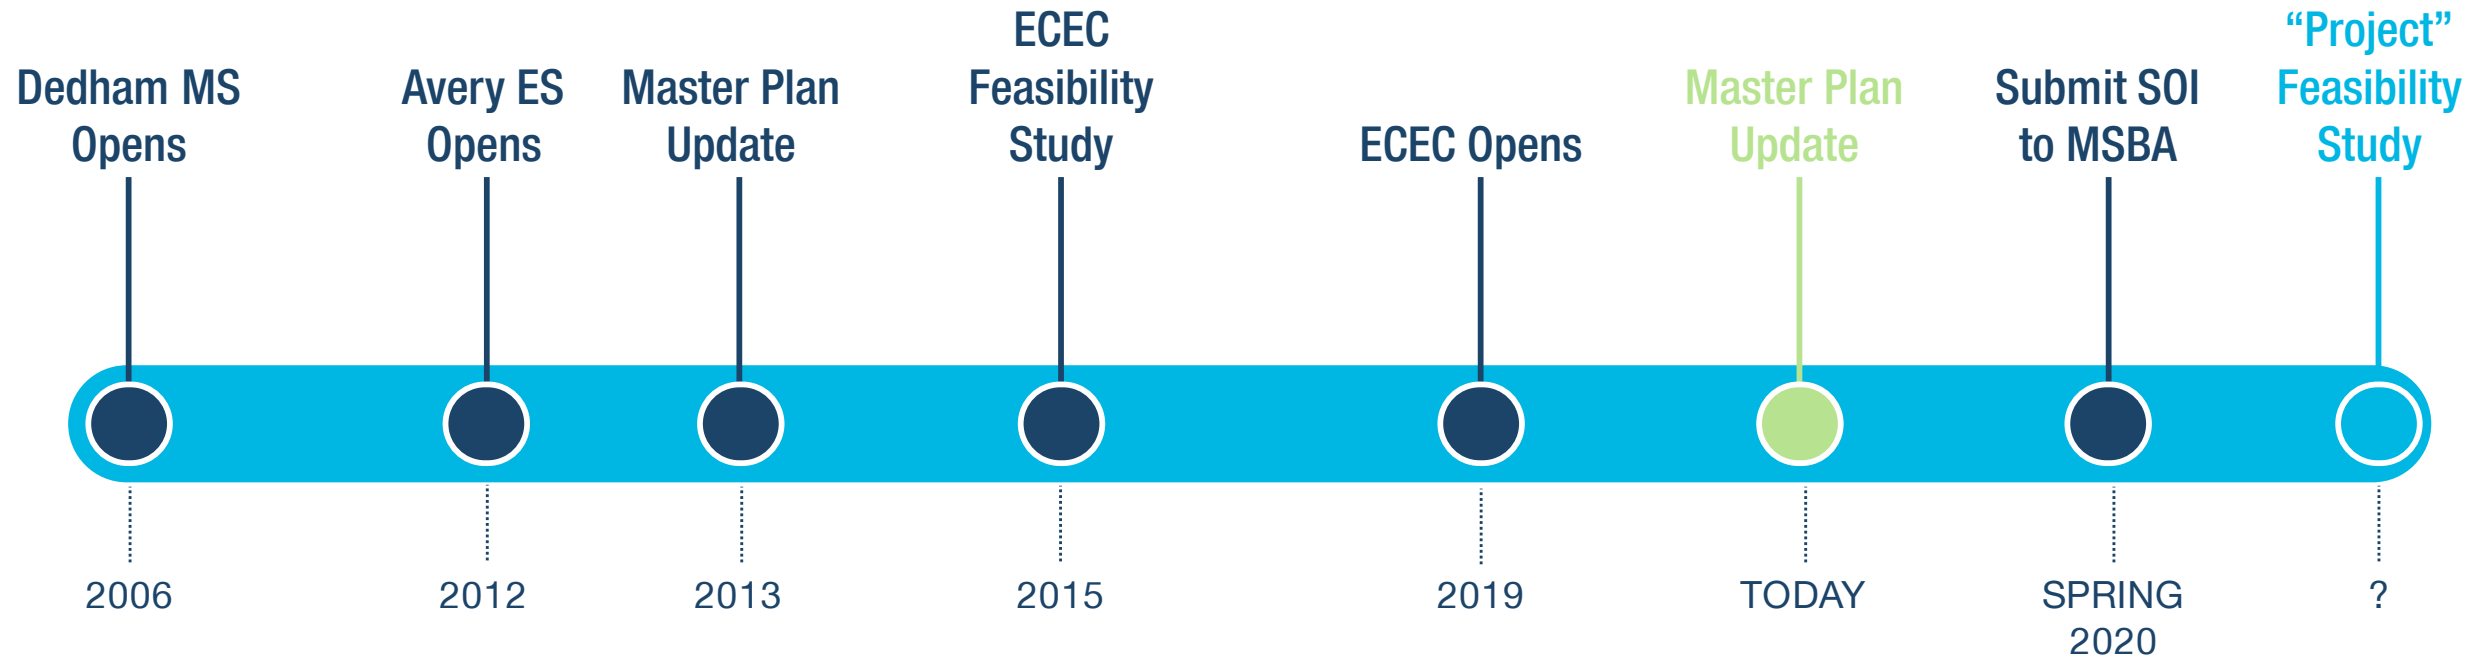 Dedham MS
Opens
Avery ES
Opens
Master Plan
Update
ECEC
Feasibility
Study
ECEC Opens
Master Plan
Update
Submit SOI
to MSBA
“Project”
Feasibility
Study
2006
2012
2013
2015
2019
TODAY
SPRING
2020
?